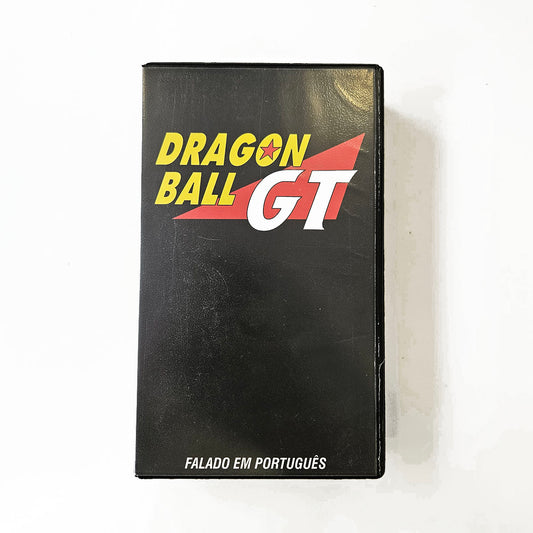 DRAGON
BALL GT
FALADO EM PORTUGUÊS